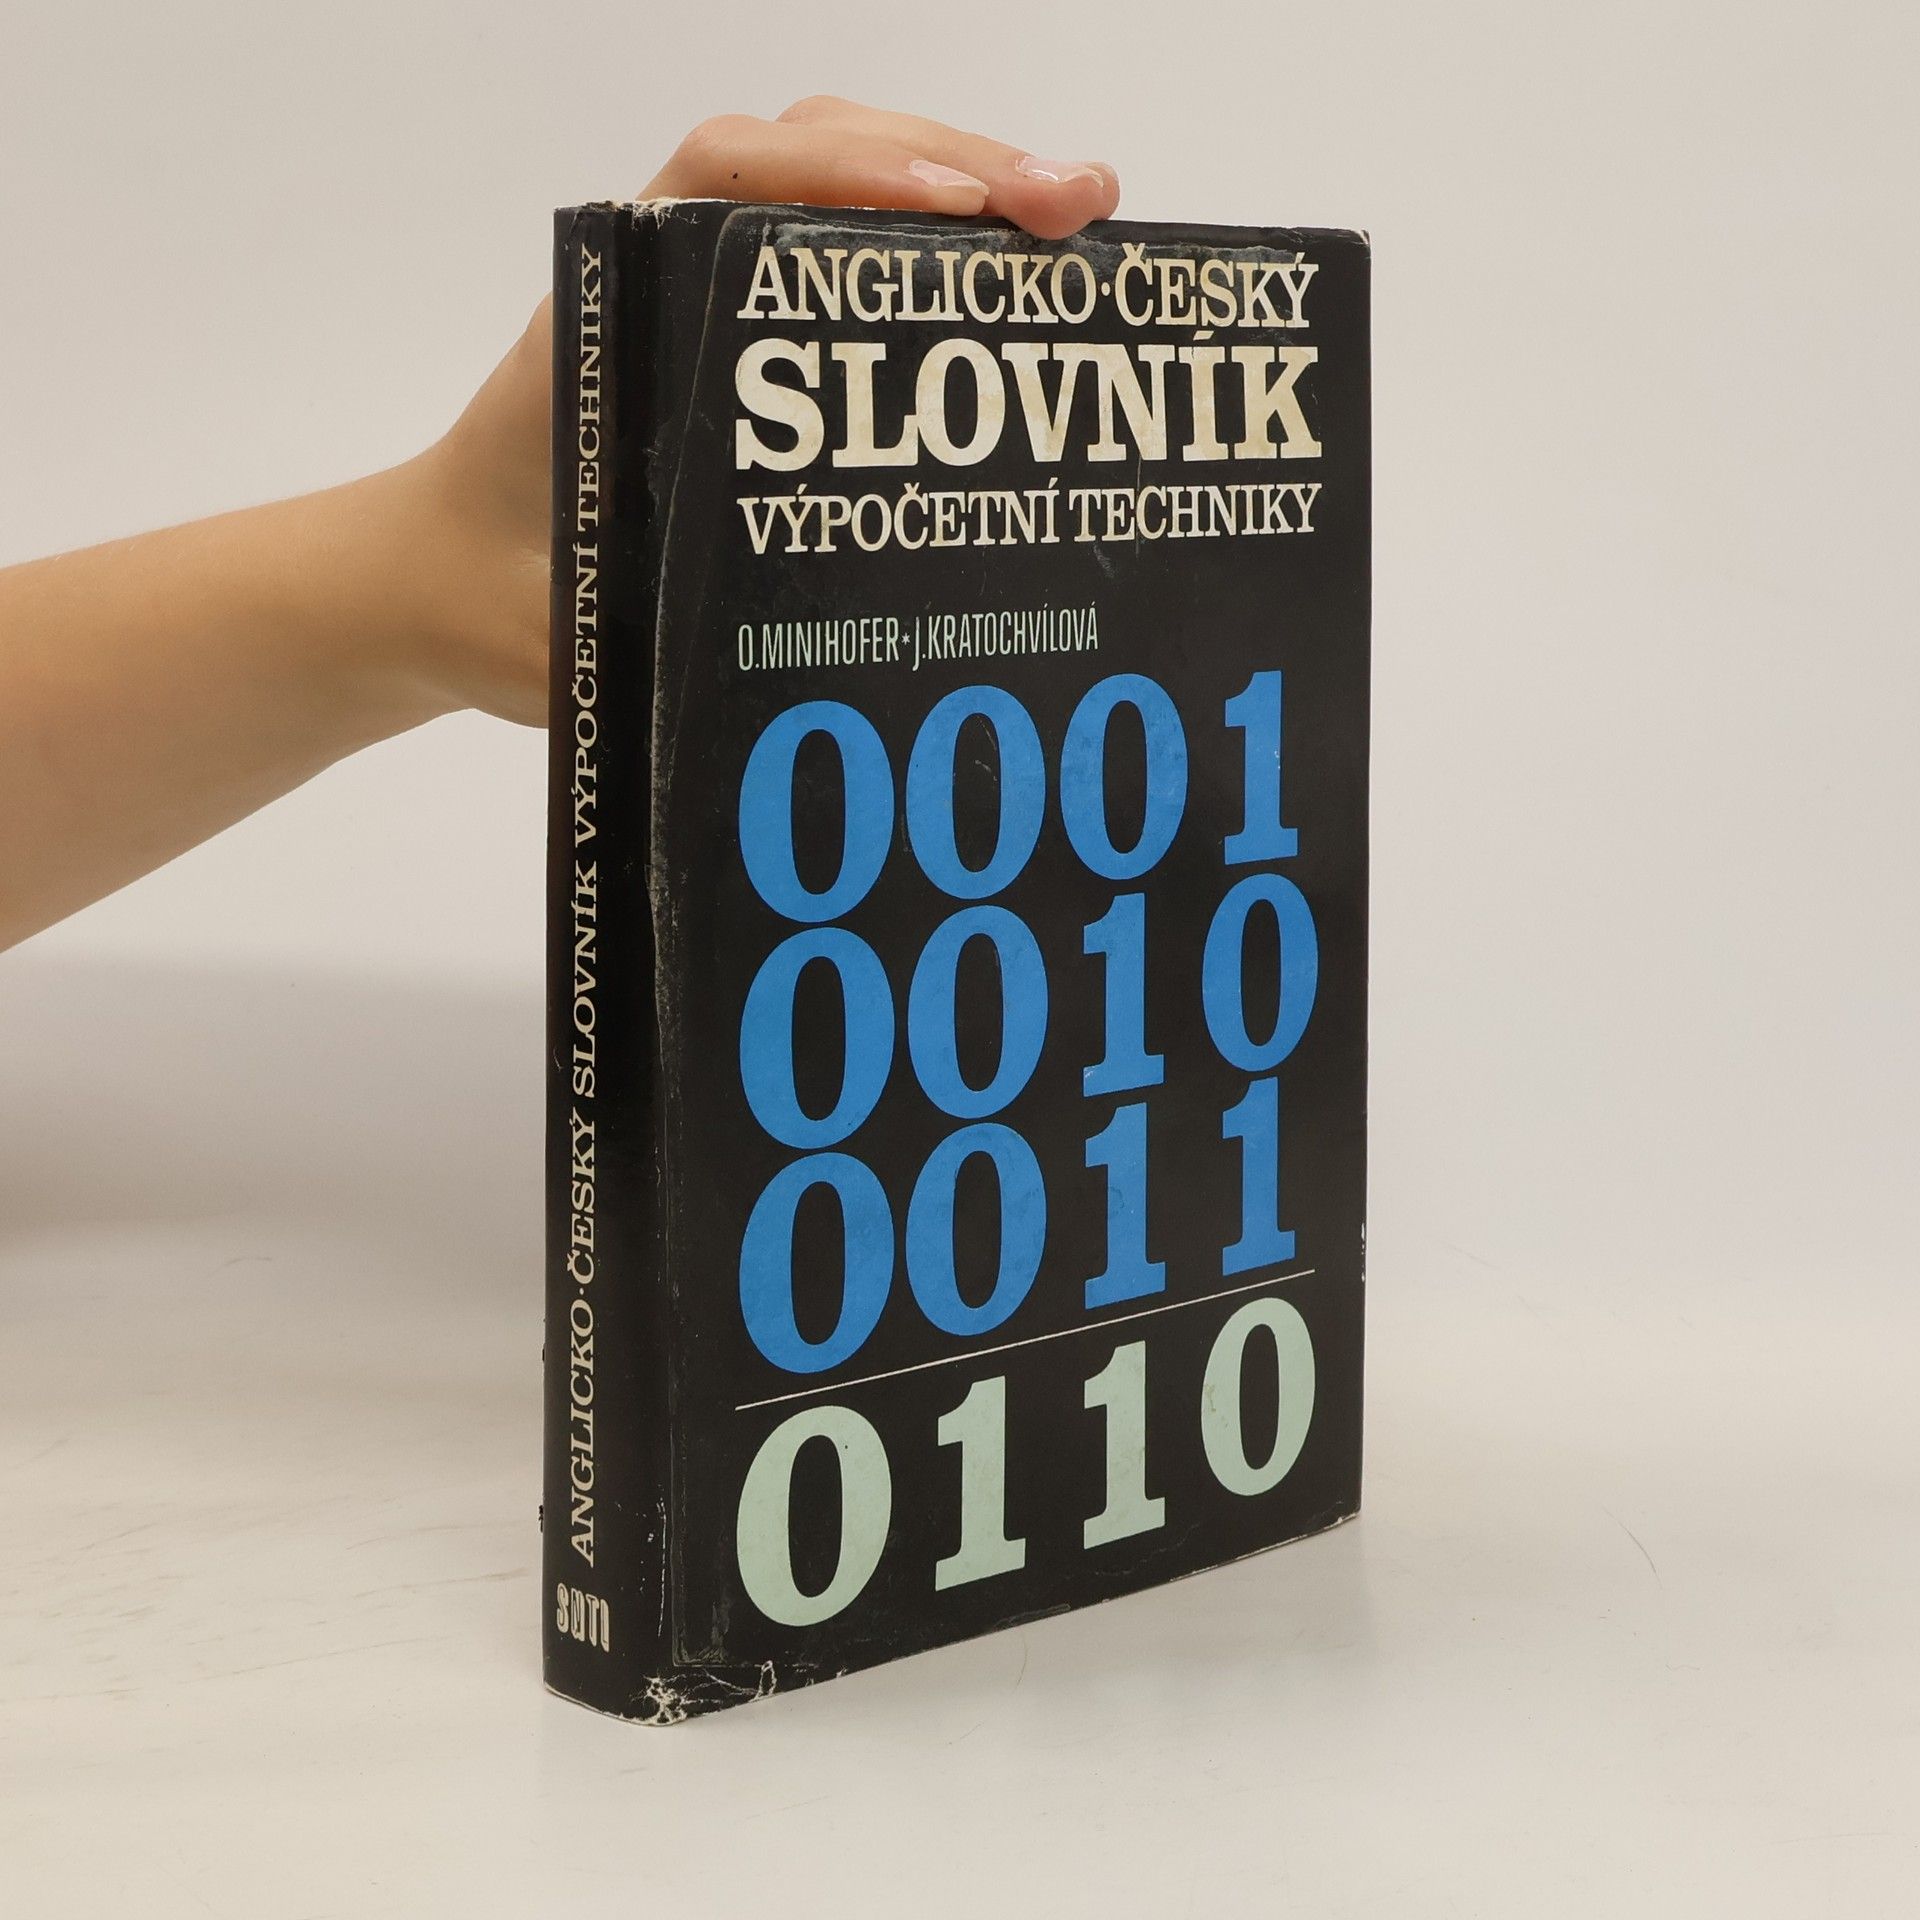 ANGLICKO·ČESKÝ SLOVNÍK VÝPOČETNÍ TECHNIKY
SNTL
ANGLICKO·ČESKÝ
SLOVNÍK
VÝPOČETNÍ TECHNIKY
O.MINIHOFER*J.KRATOCHVÍLOVÁ
0001
0010
0011
0110